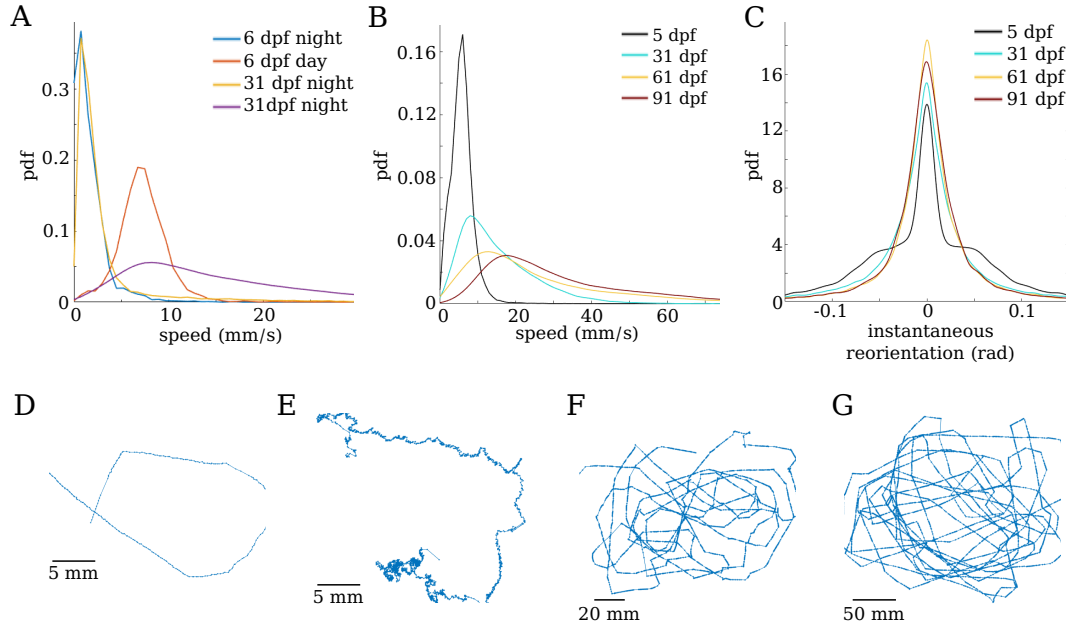 A
6 dpf night
6 dpf day
31 dpf night
31dpf night
pdf
0.3
0.2
0.1
0
0
10
20
speed (mm/s)
B
5 dpf
31 dpf
61 dpf
91 dpf
pdf
0.16
0.12
0.08
0.04
0
0
20
40
60
speed (mm/s)
C
5 dpf
31 dpf
61 dpf
91 dpf
pdf
16
12
8
4
0
-0.1
0
0.1
instantaneous
reorientation (rad)
D
5 mm
E
5 mm
F
20 mm
G
50 mm